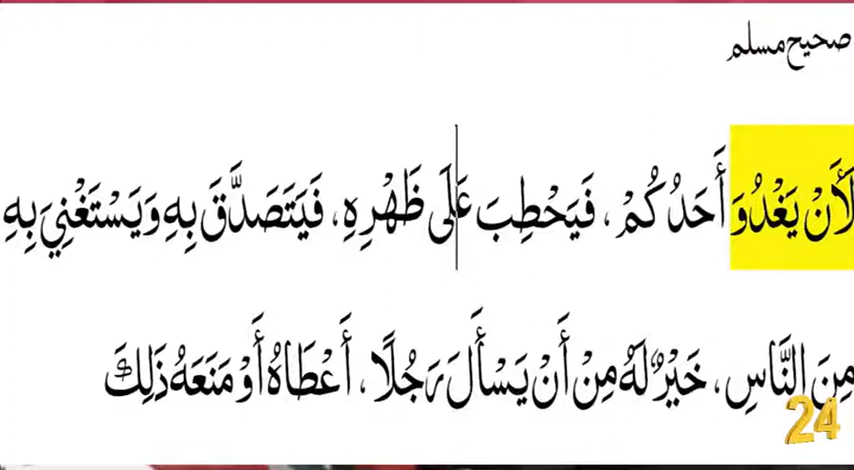 صحيح مسلم
لَأَنْ يَغْدُوَ أَحَدُكُمْ، فَيَحْطِبَ عَلَى ظَهْرِهِ، فَيَتَصَدَّقَ بِهِ وَيَسْتَغْنِيَ بِهِ
مِنَ النَّاسِ، خَيْرٌ لَهُ مِنْ أَنْ يَسْأَلَ رَجُلًا، أَعْطَاهُ أَوْ مَنَعَهُ ذَلِكَ
24